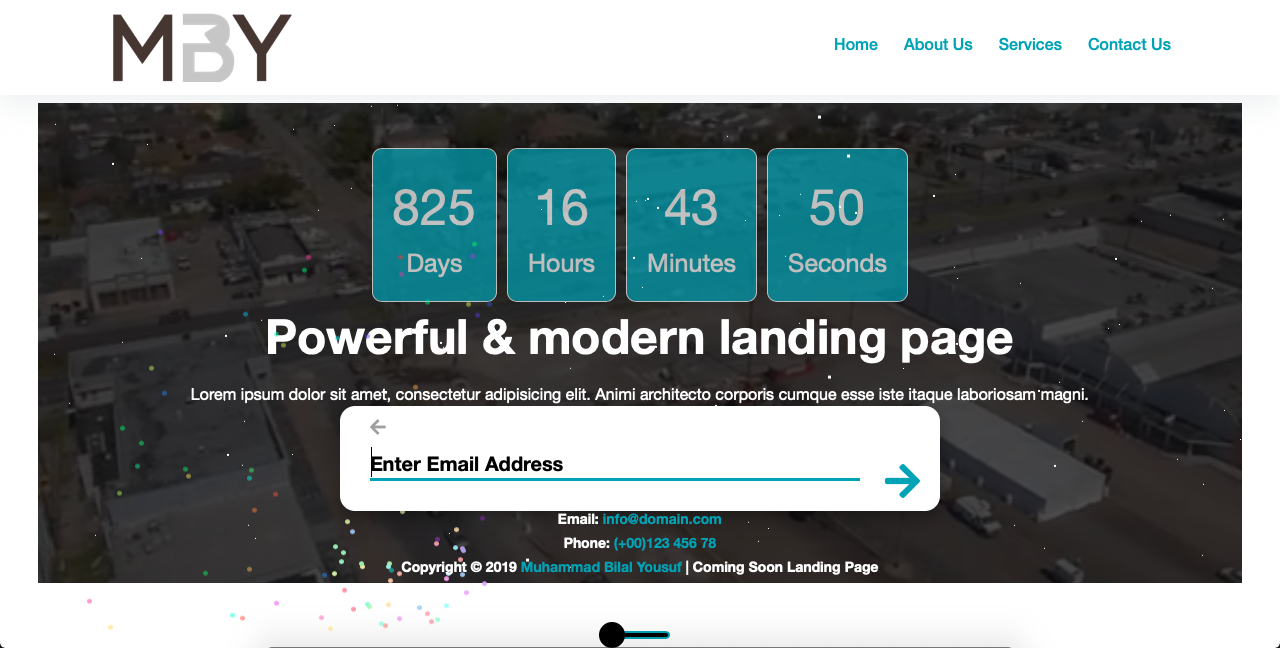 MBY
Home About Us Services Contact Us
825 16 43 50
Days Hours Minutes Seconds
Powerful & modern landing page
Lorem ipsum dolor sit amet, consectetur adipisicing elit. Animi architecto corporis cumque esse iste itaque laboriosam magni.
Enter Email Address
Email: info@domain.com
Phone: (+00)123 456 78
Copyright © 2019 Muhammad Bilal Yousuf | Coming Soon Landing Page